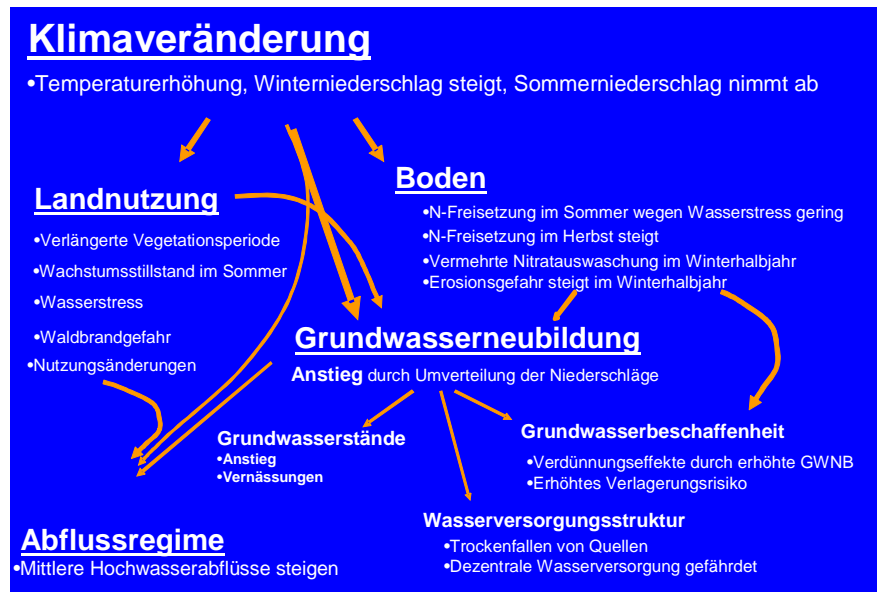 Klimaveränderung
•Temperaturerhöhung, Winterniederschlag steigt, Sommerniederschlag nimmt ab
Landnutzung
•Verlängerte Vegetationsperiode
•Wachstumsstillstand im Sommer
•Wasserstress
•Waldbrandgefahr
•Nutzungsänderungen
Boden
•N-Freisetzung im Sommer wegen Wasserstress gering
•N-Freisetzung im Herbst steigt
•Vermehrte Nitratauswaschung im Winterhalbjahr
•Erosionsgefahr steigt im Winterhalbjahr
Grundwasserneubildung
Anstieg durch Umverteilung der Niederschläge
Grundwasserstände
•Anstieg
•Vernässungen
Grundwasserbeschaffenheit
•Verdünnungseffekte durch erhöhte GWNB
•Erhöhtes Verlagerungsrisiko
Wasserversorgungsstruktur
•Trockenfallen von Quellen
•Dezentrale Wasserversorgung gefährdet
Abflussregime
•Mittlere Hochwasserabflüsse steigen